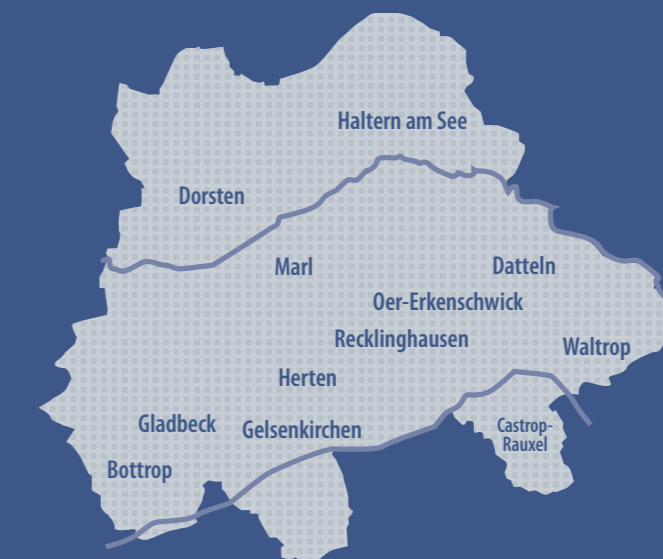 Haltern am See
Dorsten
Marl
Datteln
Oer-Erkenschwick
Recklinghausen
Waltrop
Herten
Gladbeck
Gelsenkirchen
Castrop-
Rauxel
Bottrop